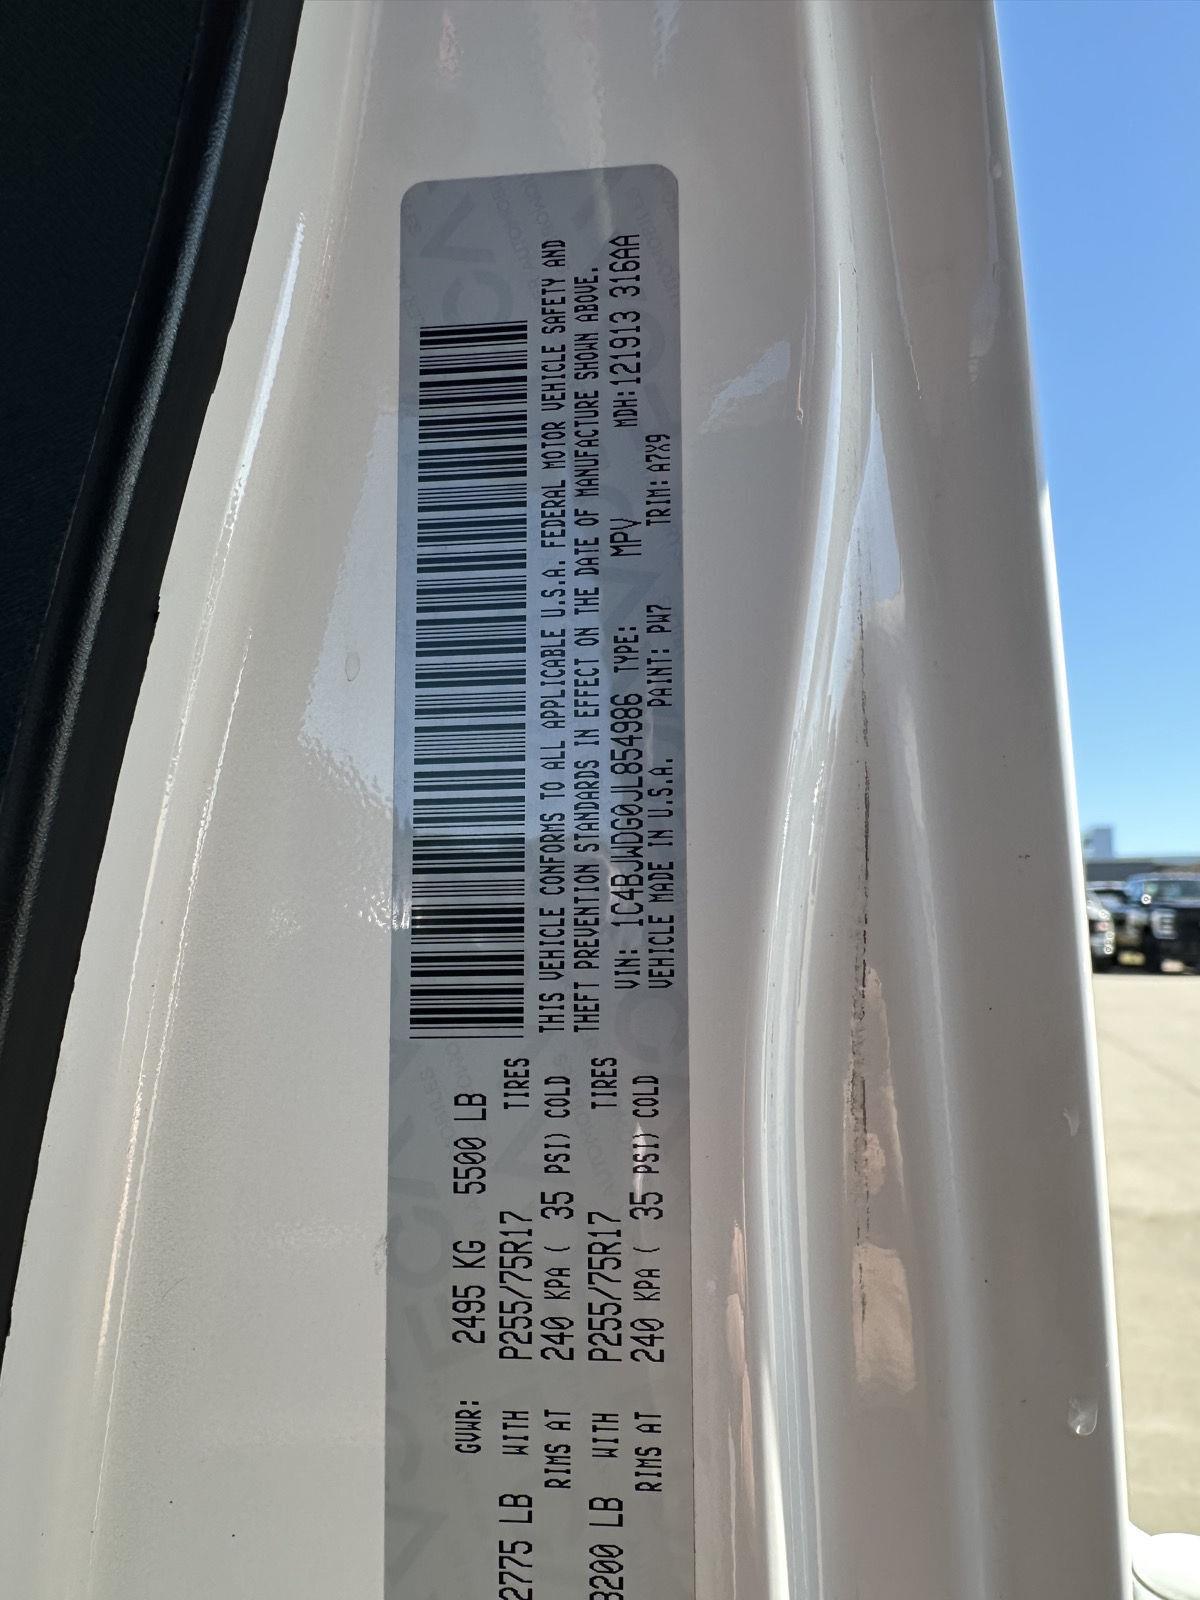 GVWR: 2495 KG 5500 LB
2775 LB WITH P255/75R17 TIRES
RIMS AT 240 KPA ( 35 PSI) COLD
3200 LB WITH P255/75R17 TIRES
RIMS AT 240 KPA ( 35 PSI) COLD
THIS VEHICLE CONFORMS TO ALL APPLICABLE U.S.A. FEDERAL MOTOR VEHICLE SAFETY AND
THEFT PREVENTION STANDARDS IN EFFECT ON THE DATE OF MANUFACTURE SHOWN ABOVE.
VIN: 1C4BJWDG0JL854986 TYPE: MPV MDH:121913 316AA
VEHICLE MADE IN U.S.A. PAINT: PW7 TRIM: A7X9